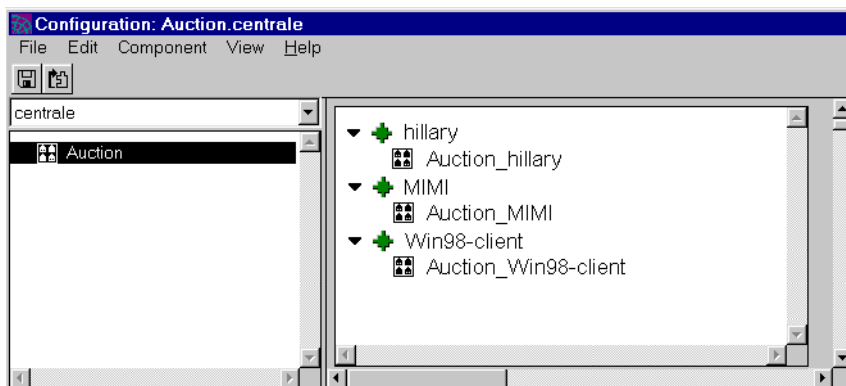 Configuration: Auction.centrale
File Edit Component View Help
centrale
Auction
hillary
Auction_hillary
MIMI
Auction_MIMI
Win98-client
Auction_Win98-client